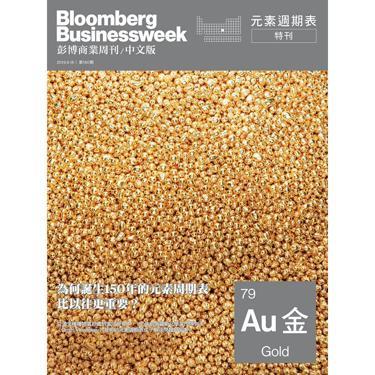 Bloomberg
Businessweek
彭博商業周刊/中文版
元素週期表
特刊
為何誕生150年的元素周期表
比以往更重要？
79
Au 金
Gold